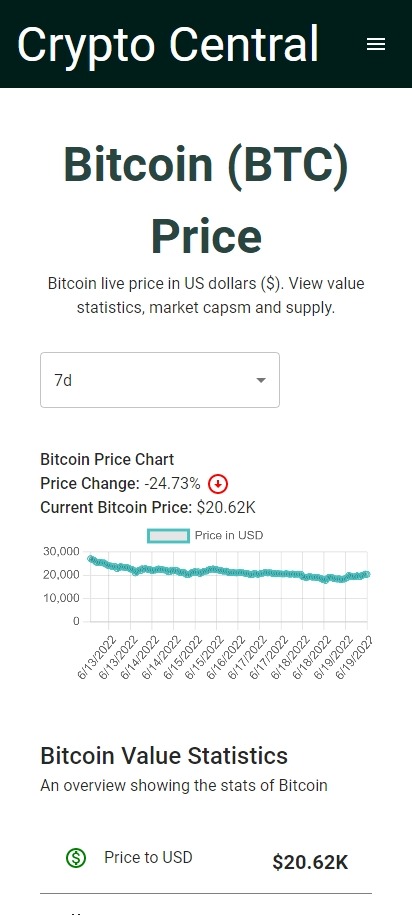 Crypto Central
Bitcoin (BTC)
Price
Bitcoin live price in US dollars ($). View value
statistics, market capsm and supply.
7d
Bitcoin Price Chart
Price Change: -24.73%
Current Bitcoin Price: $20.62K
Price in USD
30,000
20,000
10,000
0
6/13/2022
6/13/2022
6/14/2022
6/14/2022
6/15/2022
6/15/2022
6/16/2022
6/17/2022
6/17/2022
6/18/2022
6/18/2022
6/19/2022
6/19/2022
Bitcoin Value Statistics
An overview showing the stats of Bitcoin
Price to USD
$20.62K